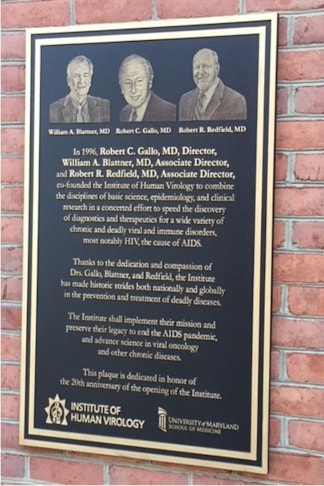 William A. Blattner, MD Robert C. Gallo, MD Robert R. Redfield, MD
In 1996, Robert C. Gallo, MD, Director,
William A. Blattner, MD, Associate Director,
and Robert R. Redfield, MD, Associate Director,
co-founded the Institute of Human Virology to combine
the disciplines of basic science, epidemiology, and clinical
research in a concerted effort to speed the discovery
of diagnostics and therapeutics for a wide variety of
chronic and deadly viral and immune disorders,
most notably HIV, the cause of AIDS.
Thanks to the dedication and compassion of
Drs. Gallo, Blattner, and Redfield, the Institute
has made historic strides both nationally and globally
in the prevention and treatment of deadly diseases.
The Institute shall implement their mission and
preserve their legacy to end the AIDS pandemic,
and advance science in viral oncology
and other chronic diseases.
This plaque is dedicated in honor of
the 20th anniversary of the opening of the Institute.
INSTITUTE OF
HUMAN VIROLOGY
UNIVERSITY of MARYLAND
SCHOOL OF MEDICINE